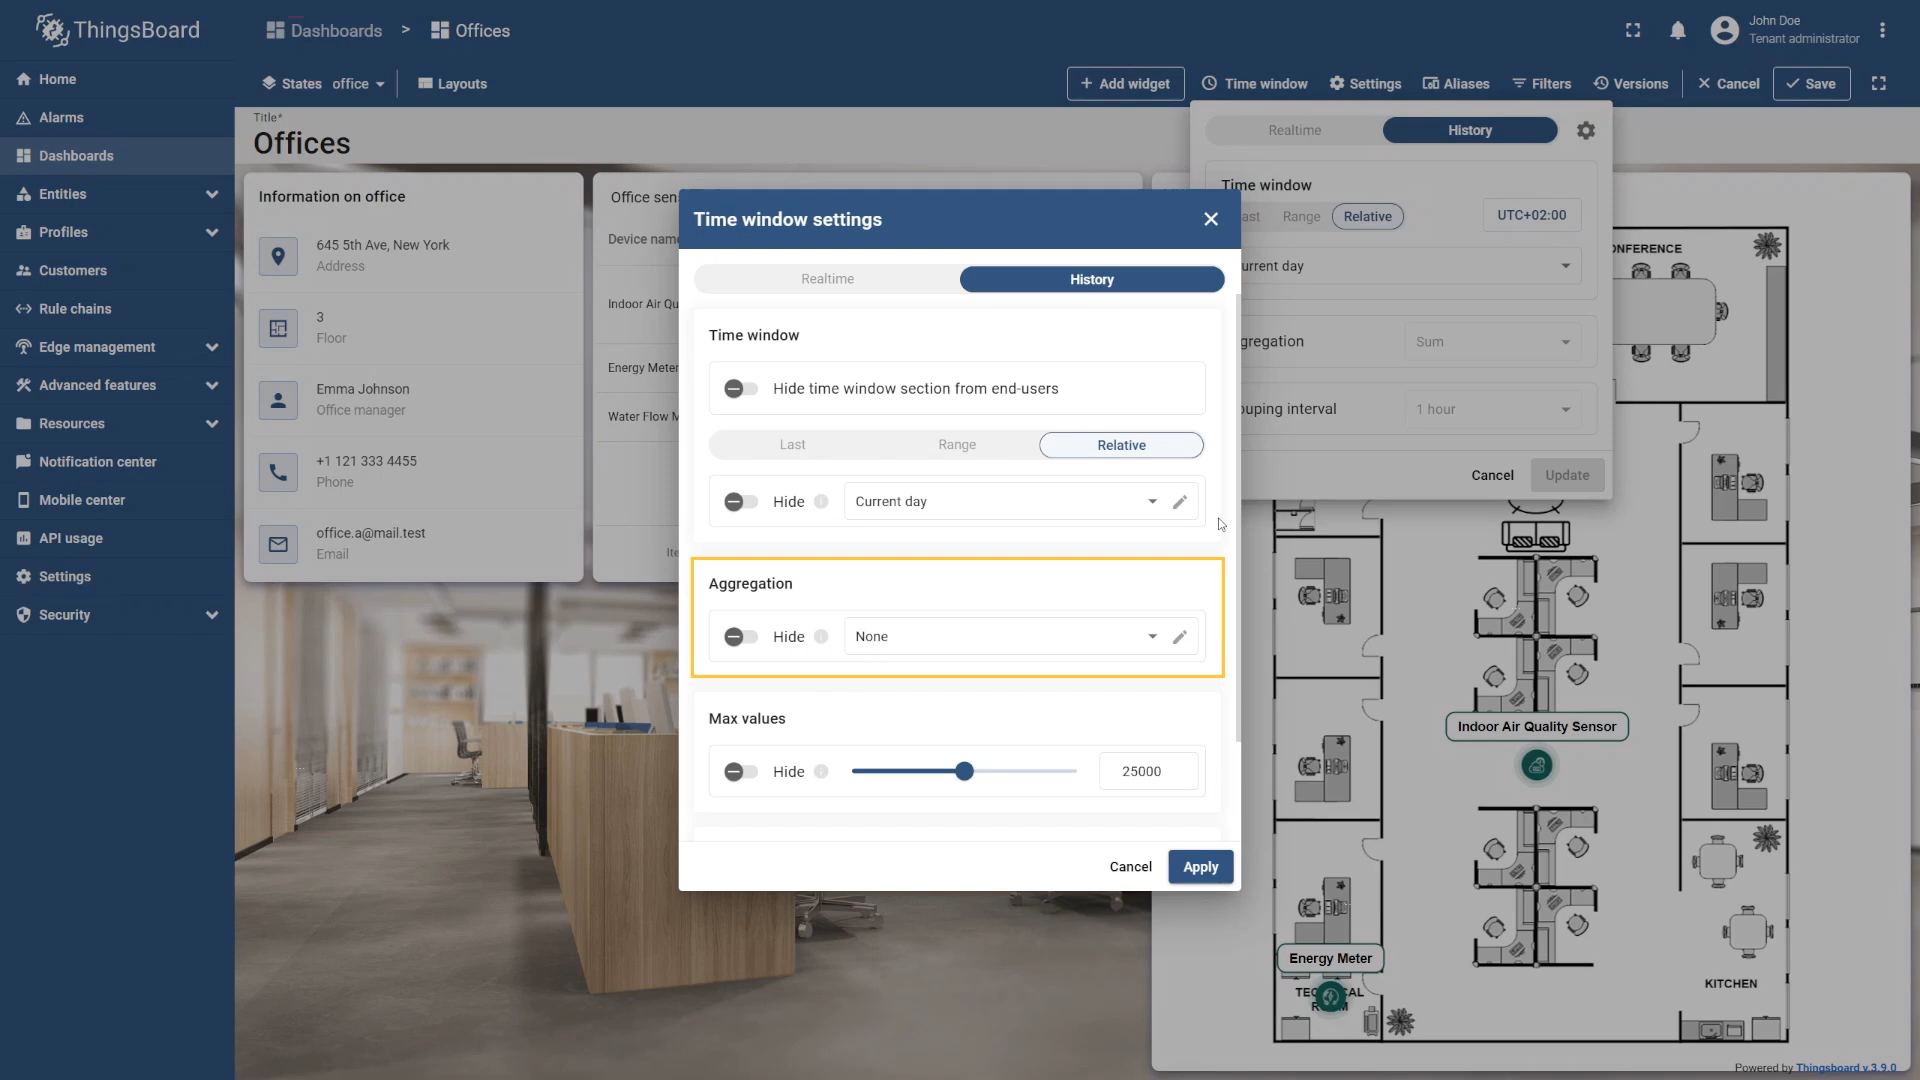 ThingsBoard
Dashboards > Offices
John Doe
Tenant administrator
Home
Alarms
Dashboards
Entities
Profiles
Customers
Rule chains
Edge management
Advanced features
Resources
Notification center
Mobile center
API usage
Settings
Security
States office
Layouts
+ Add widget
Time window
Settings
Aliases
Filters
Versions
Cancel
Save
Title*
Offices
Information on office
645 5th Ave, New York
Address
3
Floor
Emma Johnson
Office manager
+1 121 333 4455
Phone
office.a@mail.test
Email
Office sen
Device name
Indoor Air Qu
Energy Meter
Water Flow M
Ite
Realtime
History
Time window
ast
Range
Relative
UTC+02:00
urrent day
gregation
Sum
ouping interval
1 hour
Cancel
Update
Time window settings
Realtime
History
Time window
Hide time window section from end-users
Last
Range
Relative
Hide
Current day
Aggregation
Hide
None
Max values
Hide
25000
Cancel
Apply
ONFERENCE
Indoor Air Quality Sensor
Energy Meter
KITCHEN
Powered by Thingsboard v.3.9.0